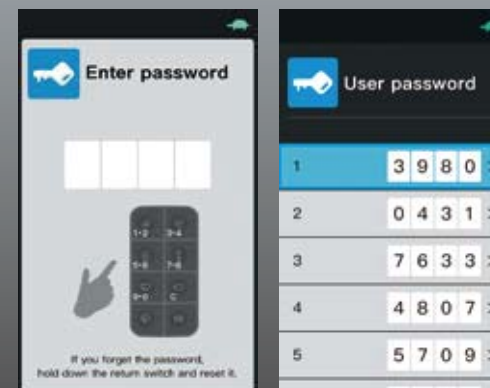 Enter password
1-2 3-4
5-6 7-8
9-0 C
If you forget the password,
hold down the return switch and reset it.
User password
1 3 9 8 0
2 0 4 3 1
3 7 6 3 3
4 4 8 0 7
5 5 7 0 9